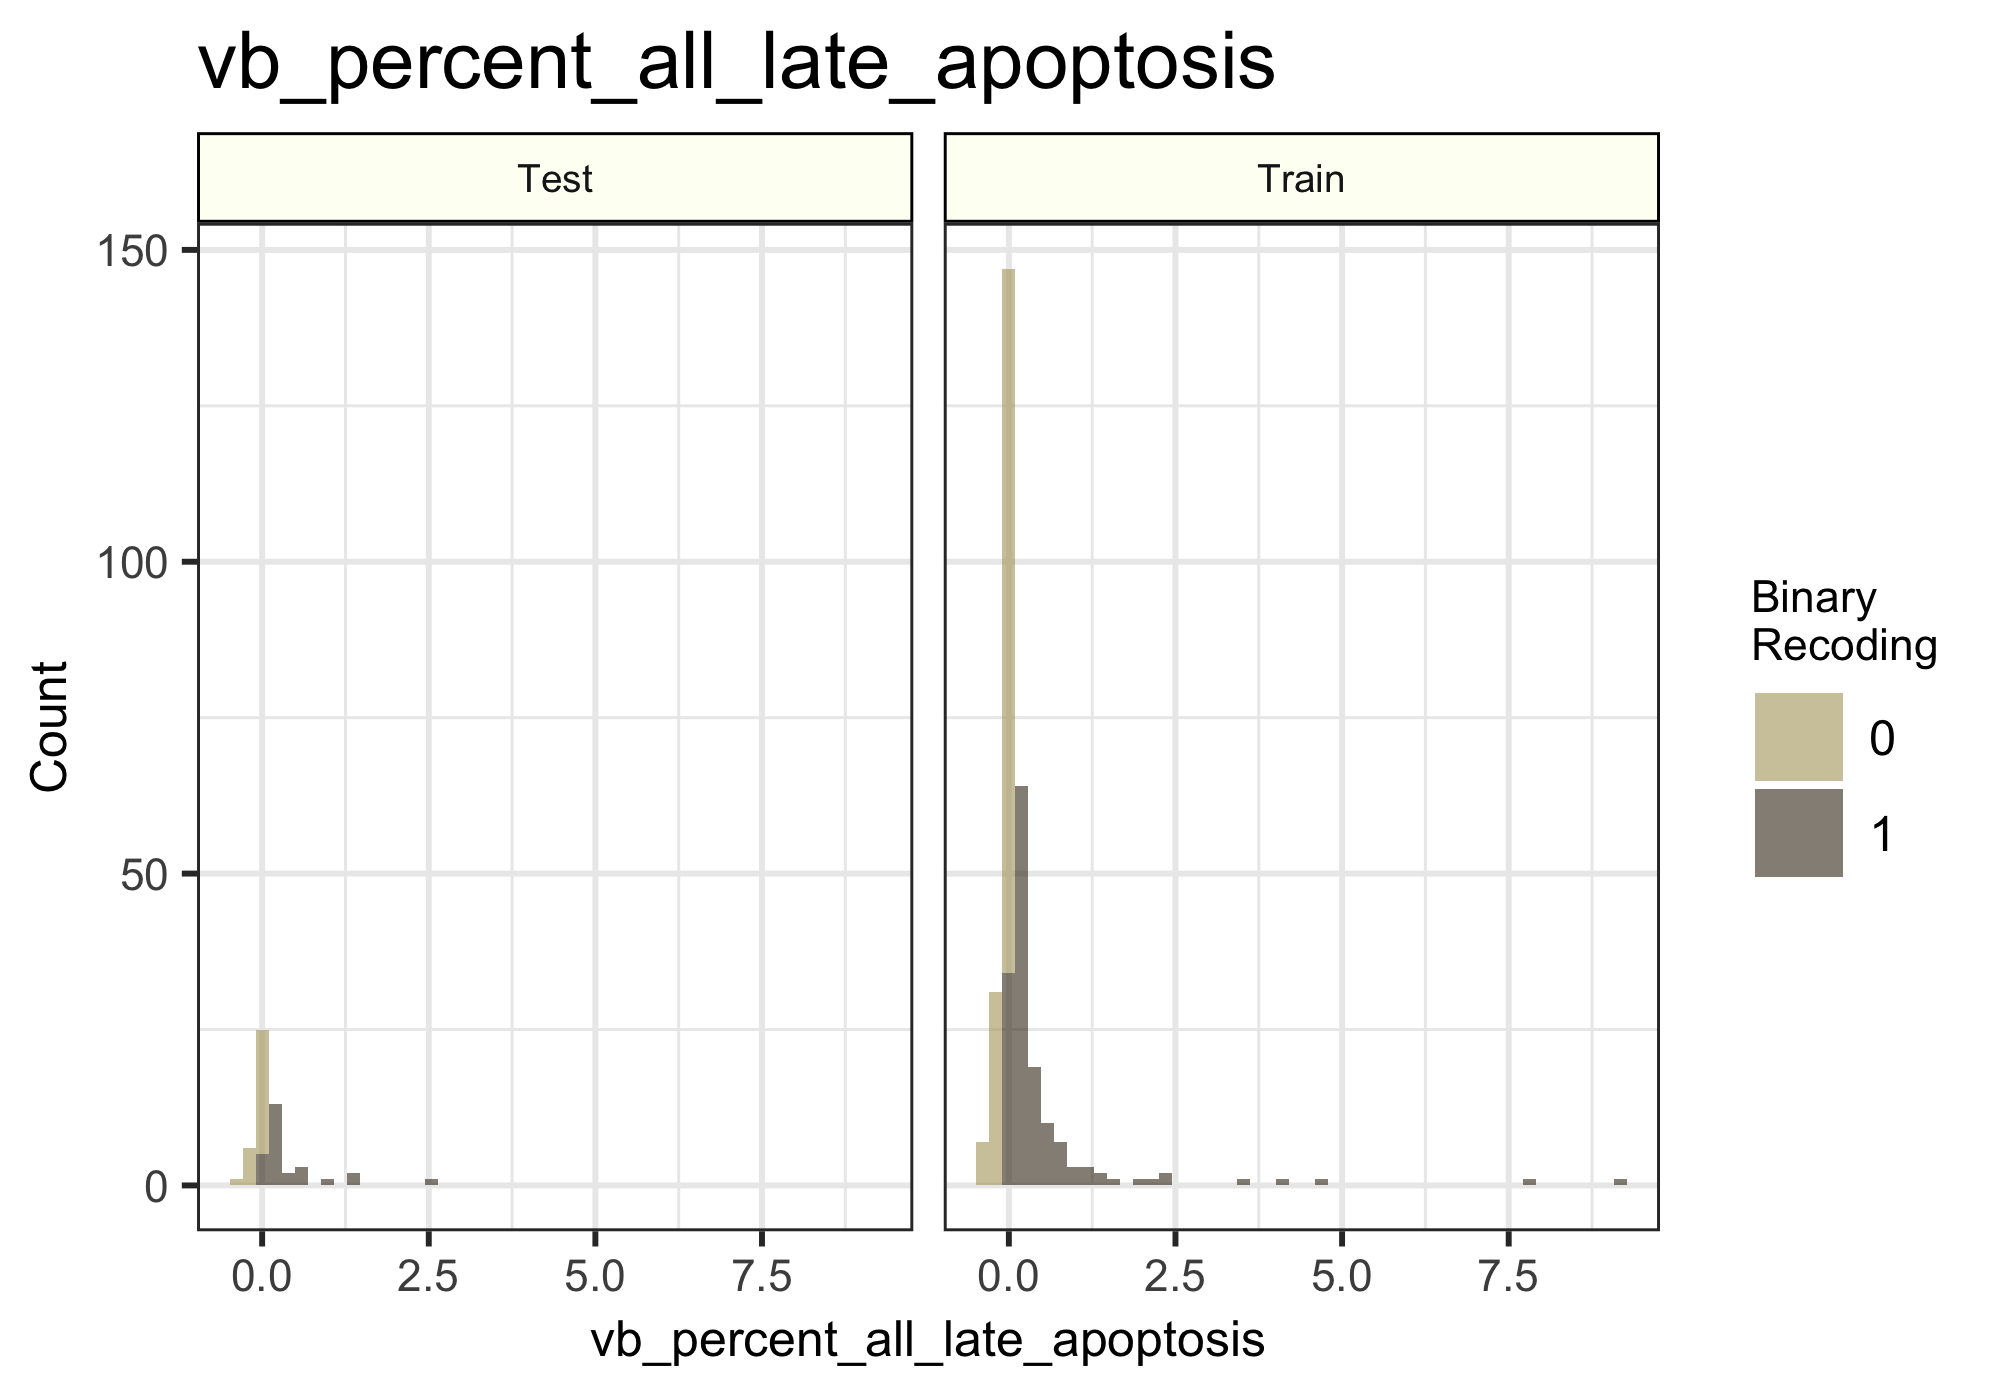 vb_percent_all_late_apoptosis
Test
Train
150
100
50
0
Count
0.0
2.5
5.0
7.5
0.0
2.5
5.0
7.5
vb_percent_all_late_apoptosis
Binary
Recoding
0
1